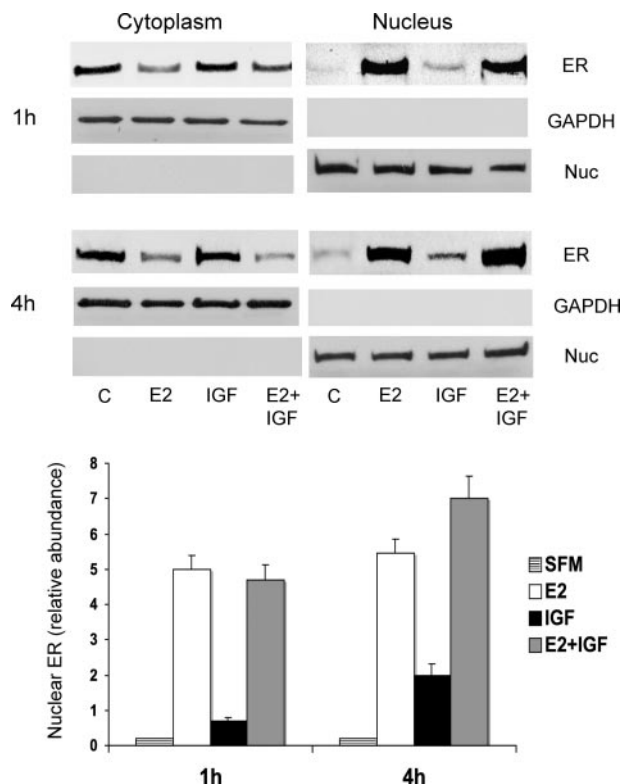 Cytoplasm Nucleus
ER
1h GAPDH
Nuc
ER
4h GAPDH
Nuc
C E2 IGF E2+ C E2 IGF E2+
IGF IGF
Nuclear ER (relative abundance)
8
7
6
5
4
3
2
1
0
1h 4h
SFM
E2
IGF
E2+IGF